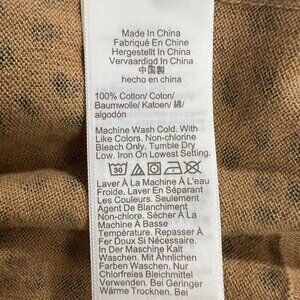 Made In China
Fabriqué En Chine
Hergestellt In China
Vervaardigd In China
中国製
hecho en china
100% Cotton/ Coton/
Baumwolle/ Katoen/ 綿/
algodón
Machine Wash Cold. With
Like Colors. Non-chlorine
Bleach Only. Tumble Dry
Low. Iron On Lowest Setting.
30
Laver À La Machine À L'eau
Froide. Laver En Séparant
Les Couleurs. Seulement
Agent De Blanchiment
Non-chlore. Sécher À La
Machine À Basse
Température. Repasser À
Fer Doux Si Nécessaire.
In Der Maschine Kalt
Waschen. Mit Ähnlichen
Farben Waschen. Nur
Chlorfreies Bleichmittel
Verwenden. Bei Geringer
Wärme Trocknen. Bei